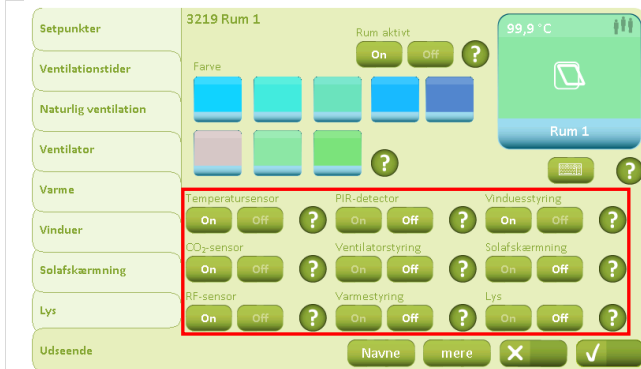 Setpunkter
Ventilationstider
Naturlig ventilation
Ventilator
Varme
Vinduer
Solafskærmning
Lys
Udseende
3219 Rum 1
Rum aktivt
On Off ?
Farve
?
99,9 °C
Rum 1
?
Temperatursensor PIR-detector Vinduesstyring
On Off ? On Off ? On Off ?
CO₂-sensor Ventilatorstyring Solafskærmning
On Off ? On Off ? On Off ?
RF-sensor Varmestyring Lys
On Off ? On Off ? On Off ?
Navne mere